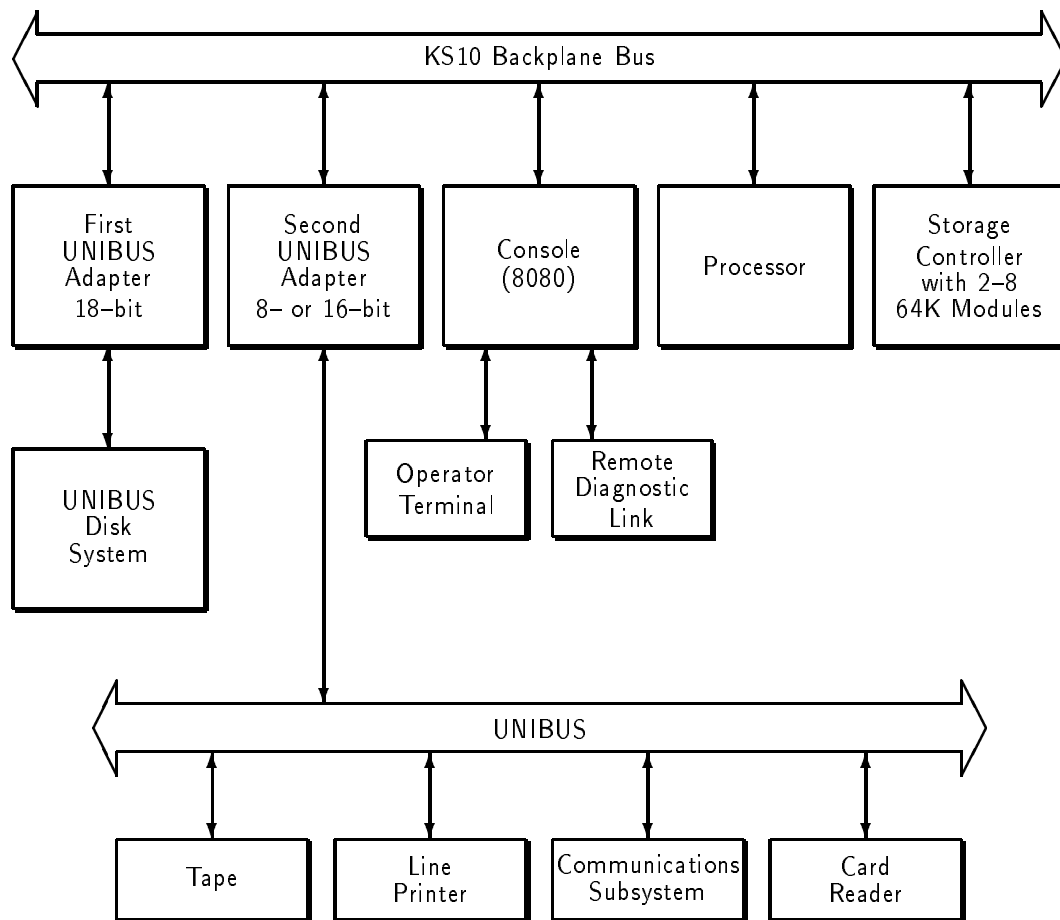 KS10 Backplane Bus
First
UNIBUS
Adapter
18–bit
Second
UNIBUS
Adapter
8– or 16–bit
Console
(8080)
Processor
Storage
Controller
with 2–8
64K Modules
UNIBUS
Disk
System
Operator
Terminal
Remote
Diagnostic
Link
UNIBUS
Tape
Line
Printer
Communications
Subsystem
Card
Reader